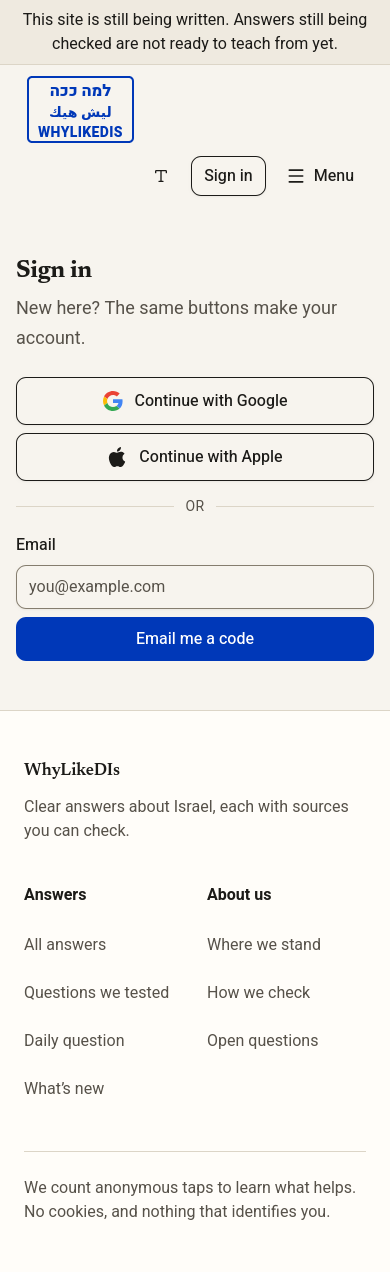 This site is still being written. Answers still being
checked are not ready to teach from yet.
למה ככה
ليش هيك
WHYLIKEDIS
T
Sign in
Menu
Sign in
New here? The same buttons make your
account.
Continue with Google
Continue with Apple
OR
Email
you@example.com
Email me a code
WhyLikeDIs
Clear answers about Israel, each with sources
you can check.
Answers
All answers
Questions we tested
Daily question
What’s new
About us
Where we stand
How we check
Open questions
We count anonymous taps to learn what helps.
No cookies, and nothing that identifies you.